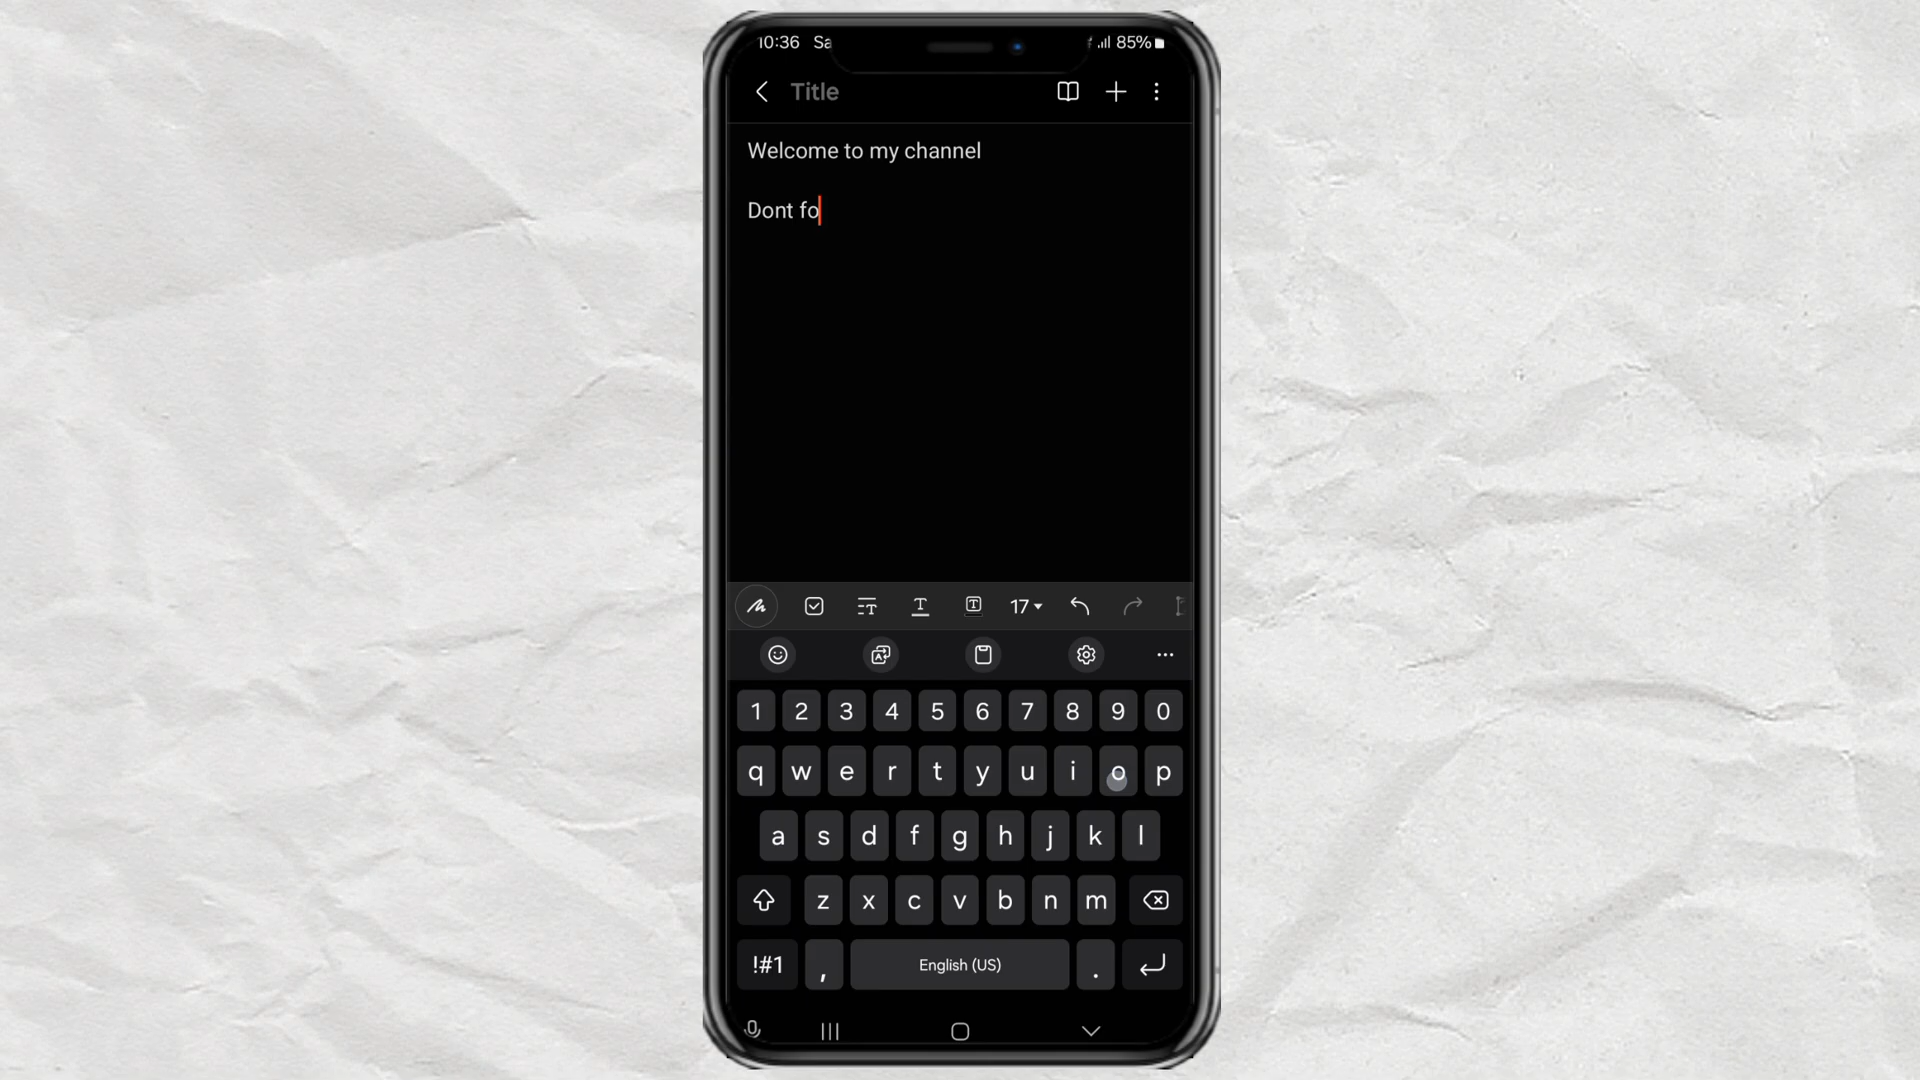 10:36 Sa 85%
Title
Welcome to my channel
Dont fo
17
1 2 3 4 5 6 7 8 9 0
q w e r t y u i o p
a s d f g h j k l
z x c v b n m
!#1 , English (US) .